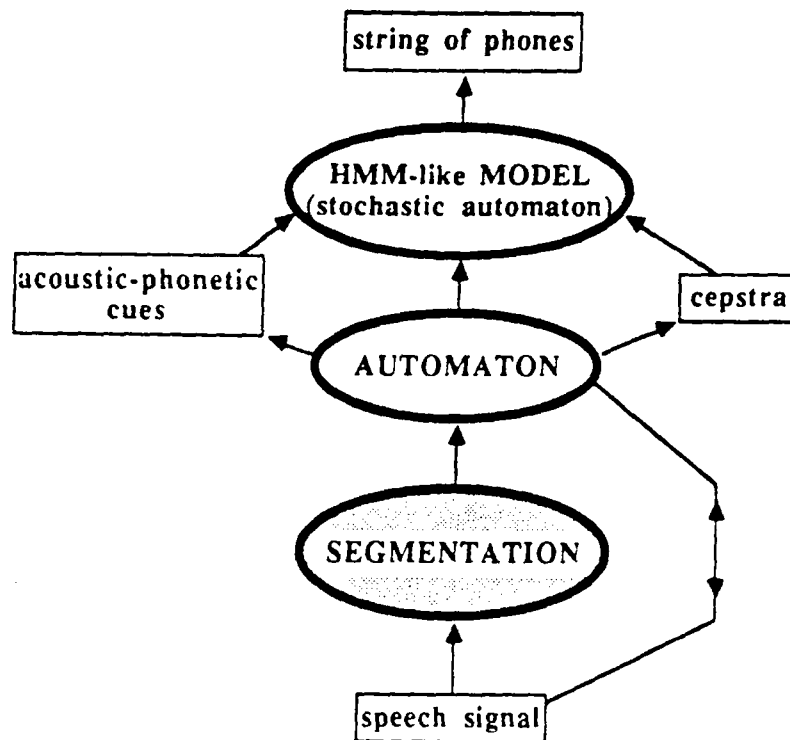 string of phones
HMM-like MODEL
(stochastic automaton)
acoustic-phonetic
cues
cepstra
AUTOMATON
SEGMENTATION
speech signal